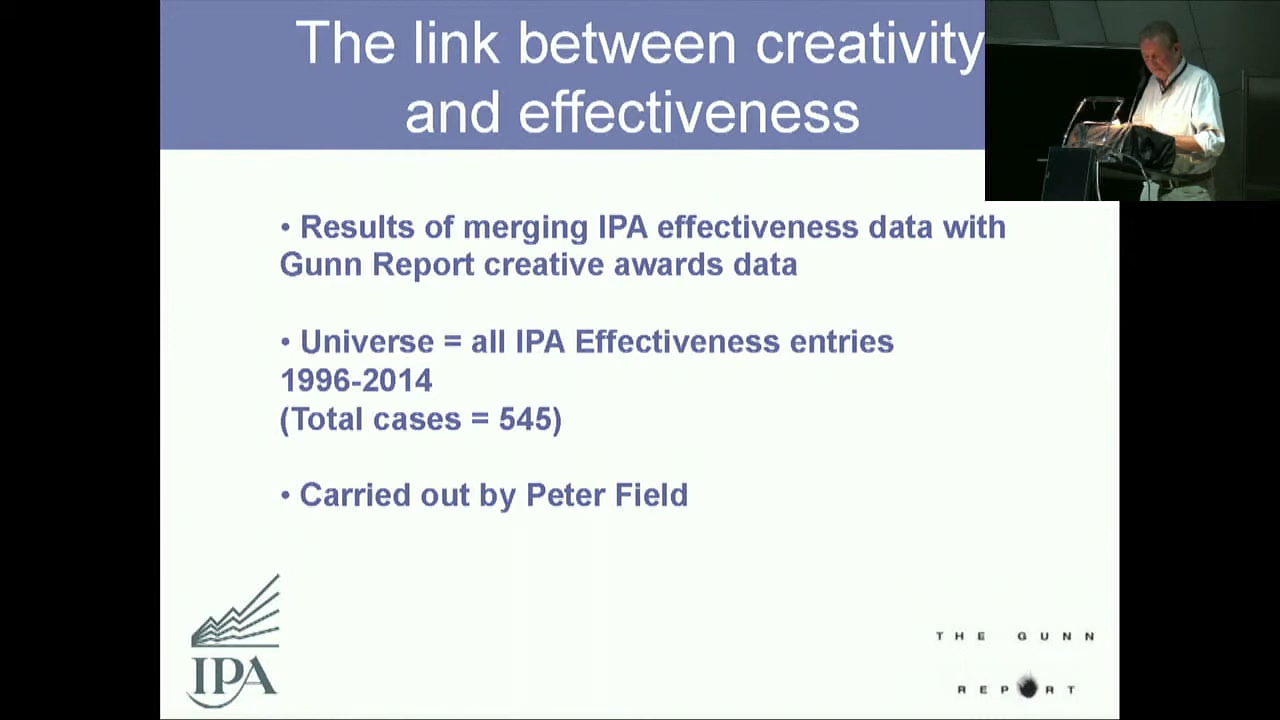 The link between creativity
and effectiveness
• Results of merging IPA effectiveness data with
Gunn Report creative awards data
• Universe = all IPA Effectiveness entries
1996-2014
(Total cases = 545)
• Carried out by Peter Field
IPA
THE GUNN
REPORT